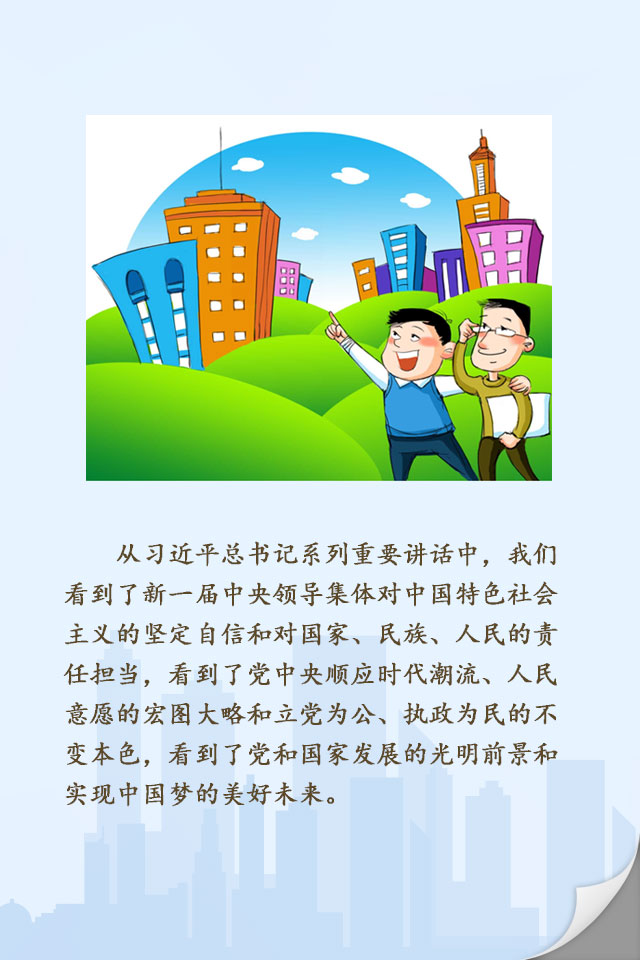 从习近平总书记系列重要讲话中，我们
看到了新一届中央领导集体对中国特色社会
主义的坚定自信和对国家、民族、人民的责
任担当，看到了党中央顺应时代潮流、人民
意愿的宏图大略和立党为公、执政为民的不
变本色，看到了党和国家发展的光明前景和
实现中国梦的美好未来。